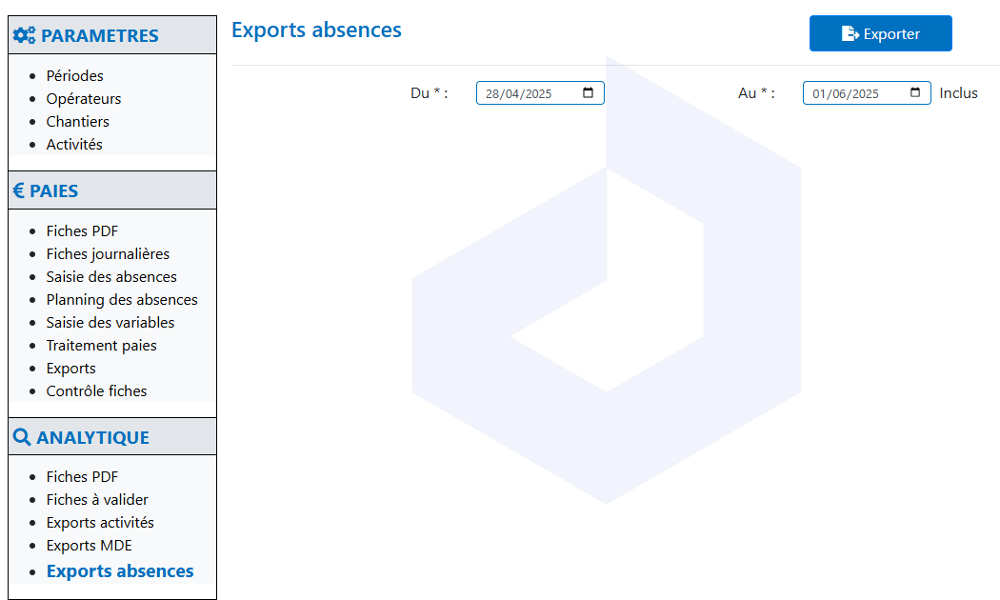 PARAMETRES
Périodes
Opérateurs
Chantiers
Activités
€ PAIES
Fiches PDF
Fiches journalières
Saisie des absences
Planning des absences
Saisie des variables
Traitement paies
Exports
Contrôle fiches
ANALYTIQUE
Fiches PDF
Fiches à valider
Exports activités
Exports MDE
Exports absences
Exports absences
Exporter
Du * : 28/04/2025 Au * : 01/06/2025 Inclus